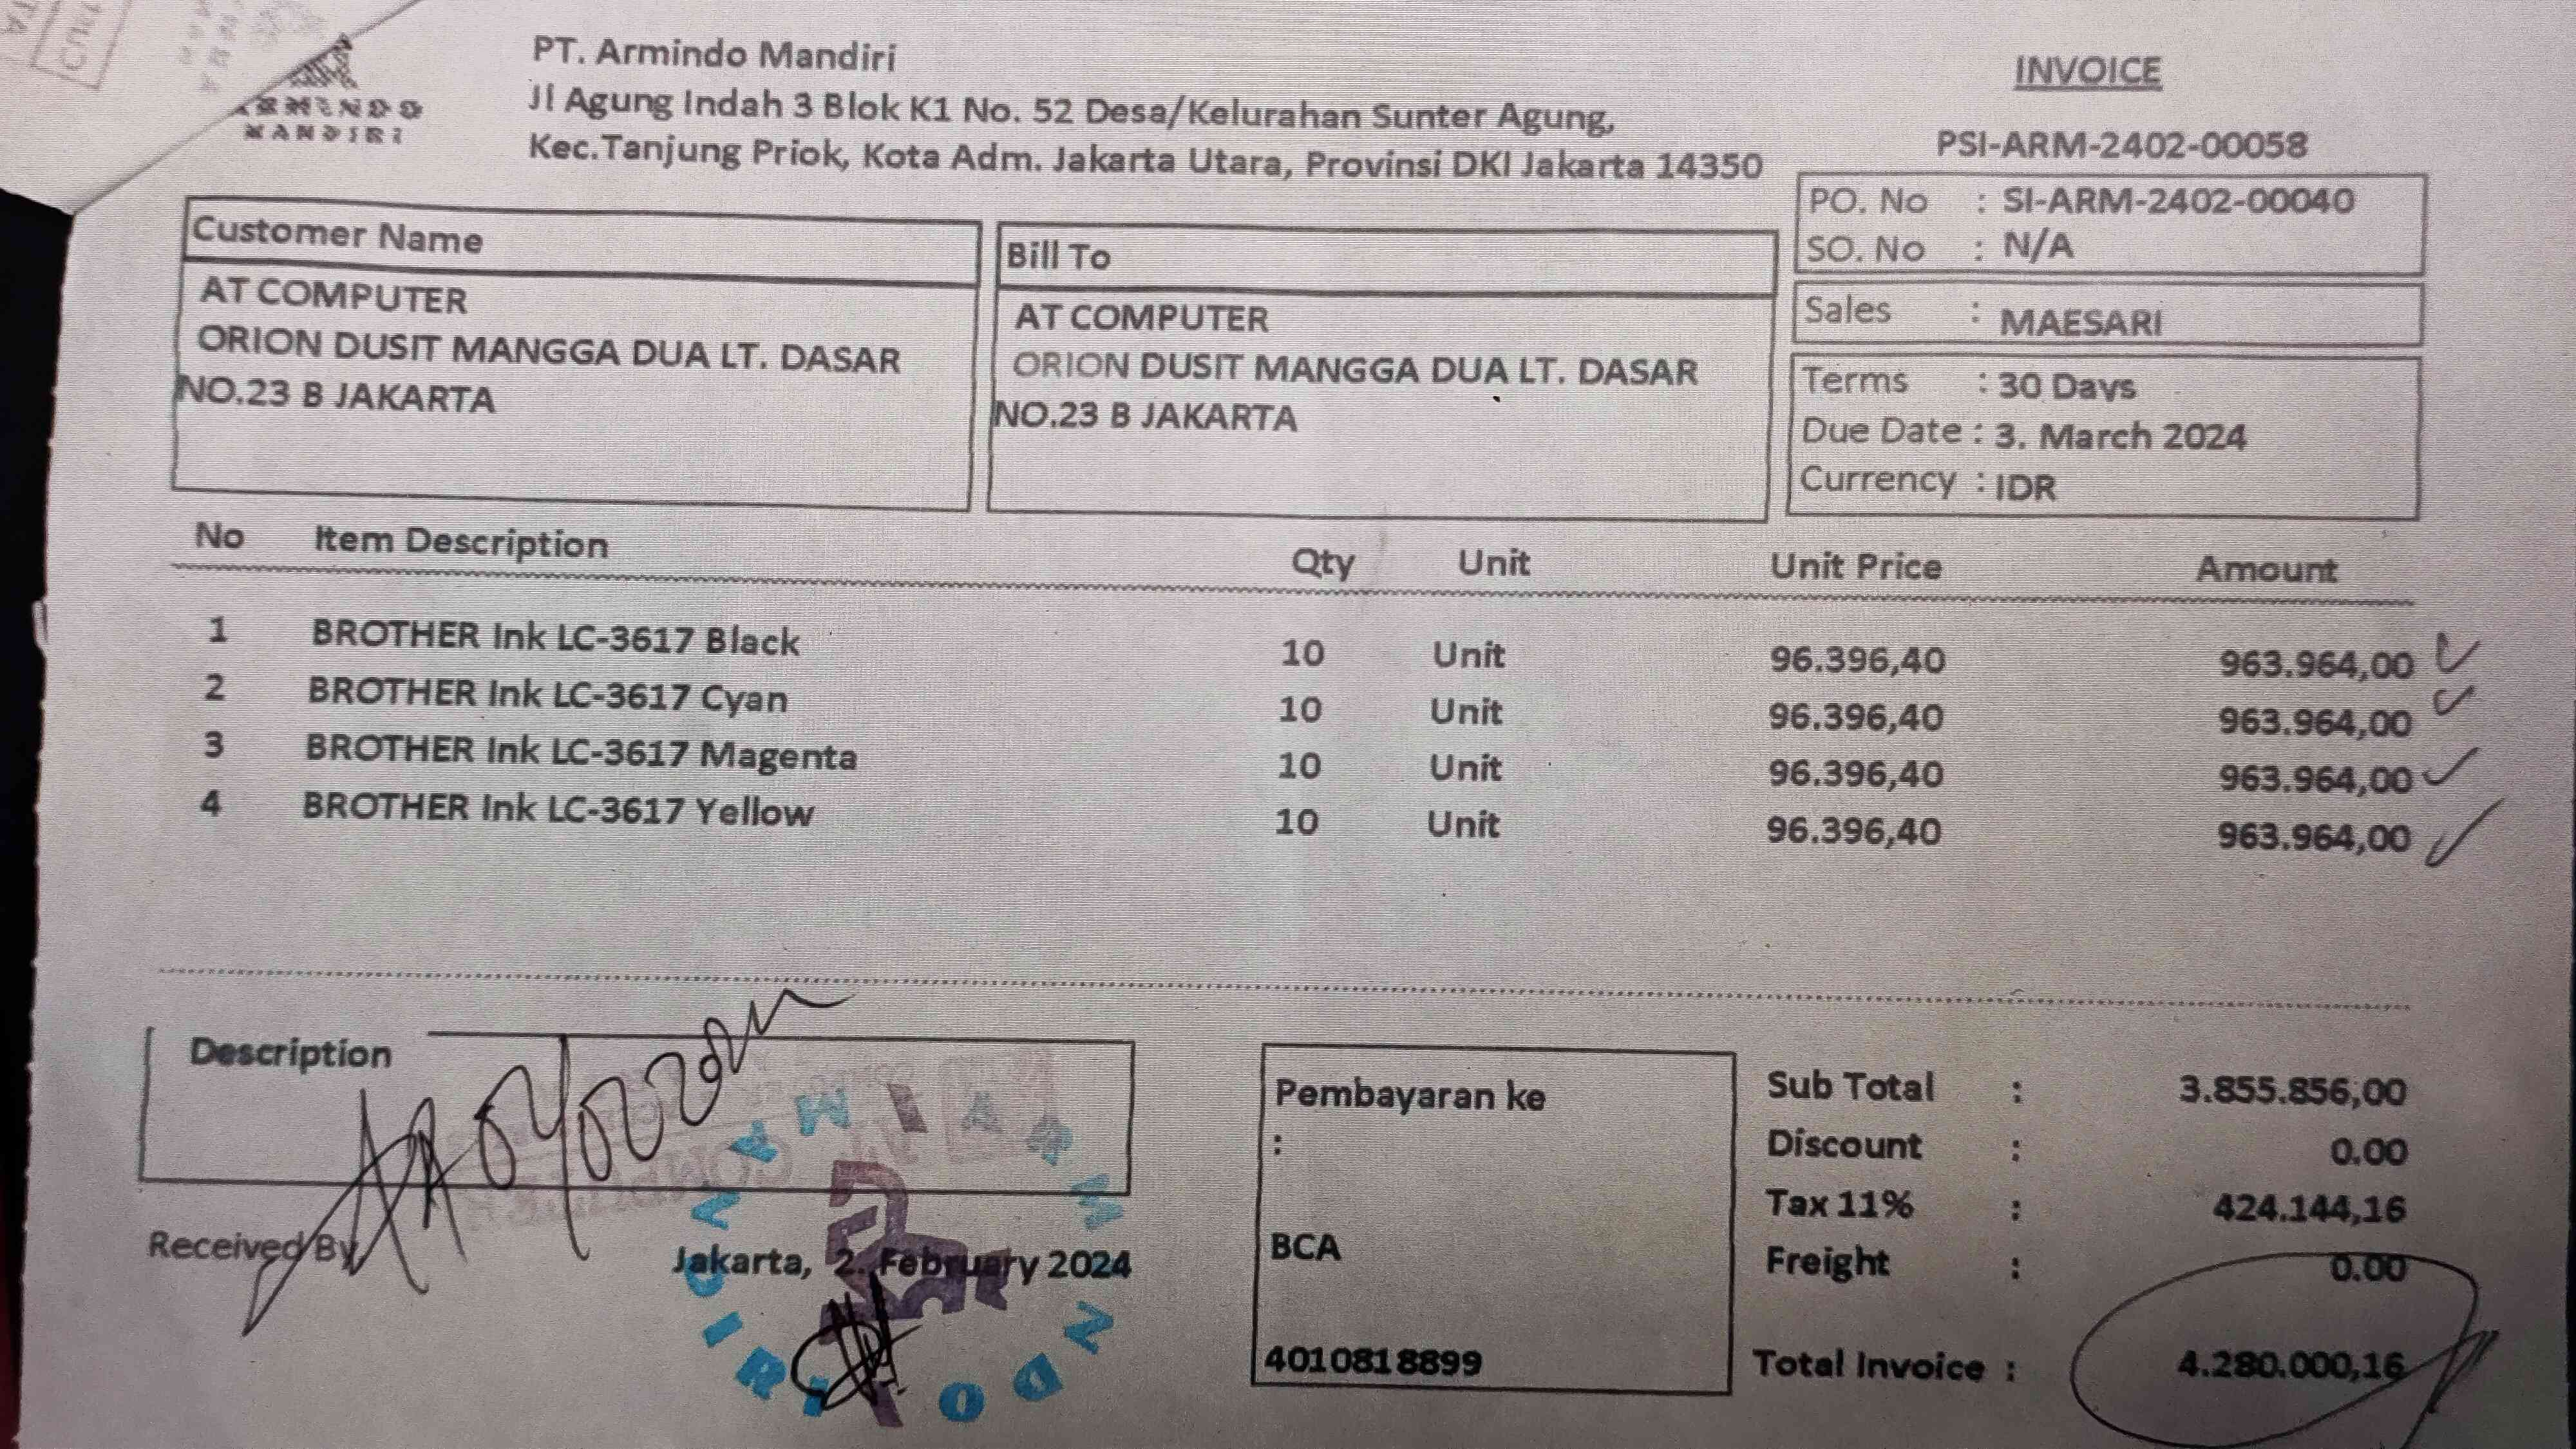 ARMINDO
MANDIRI
PT. Armindo Mandiri
Jl Agung Indah 3 Blok K1 No. 52 Desa/Kelurahan Sunter Agung,
Kec.Tanjung Priok, Kota Adm. Jakarta Utara, Provinsi DKI Jakarta 14350
INVOICE
PSI-ARM-2402-00058
PO. No : SI-ARM-2402-00040
SO. No : N/A
Sales : MAESARI
Terms : 30 Days
Due Date : 3. March 2024
Currency : IDR
Customer Name
AT COMPUTER
ORION DUSIT MANGGA DUA LT. DASAR
NO.23 B JAKARTA
Bill To
AT COMPUTER
ORION DUSIT MANGGA DUA LT. DASAR
NO.23 B JAKARTA
No Item Description Qty Unit Unit Price Amount
1 BROTHER Ink LC-3617 Black 10 Unit 96.396,40 963.964,00
2 BROTHER Ink LC-3617 Cyan 10 Unit 96.396,40 963.964,00
3 BROTHER Ink LC-3617 Magenta 10 Unit 96.396,40 963.964,00
4 BROTHER Ink LC-3617 Yellow 10 Unit 96.396,40 963.964,00
Description
Received By
Jakarta, 2. February 2024
Pembayaran ke
:
BCA
4010818899
Sub Total : 3.855.856,00
Discount : 0.00
Tax 11% : 424.144,16
Freight : 0.00
Total Invoice : 4.280.000,16